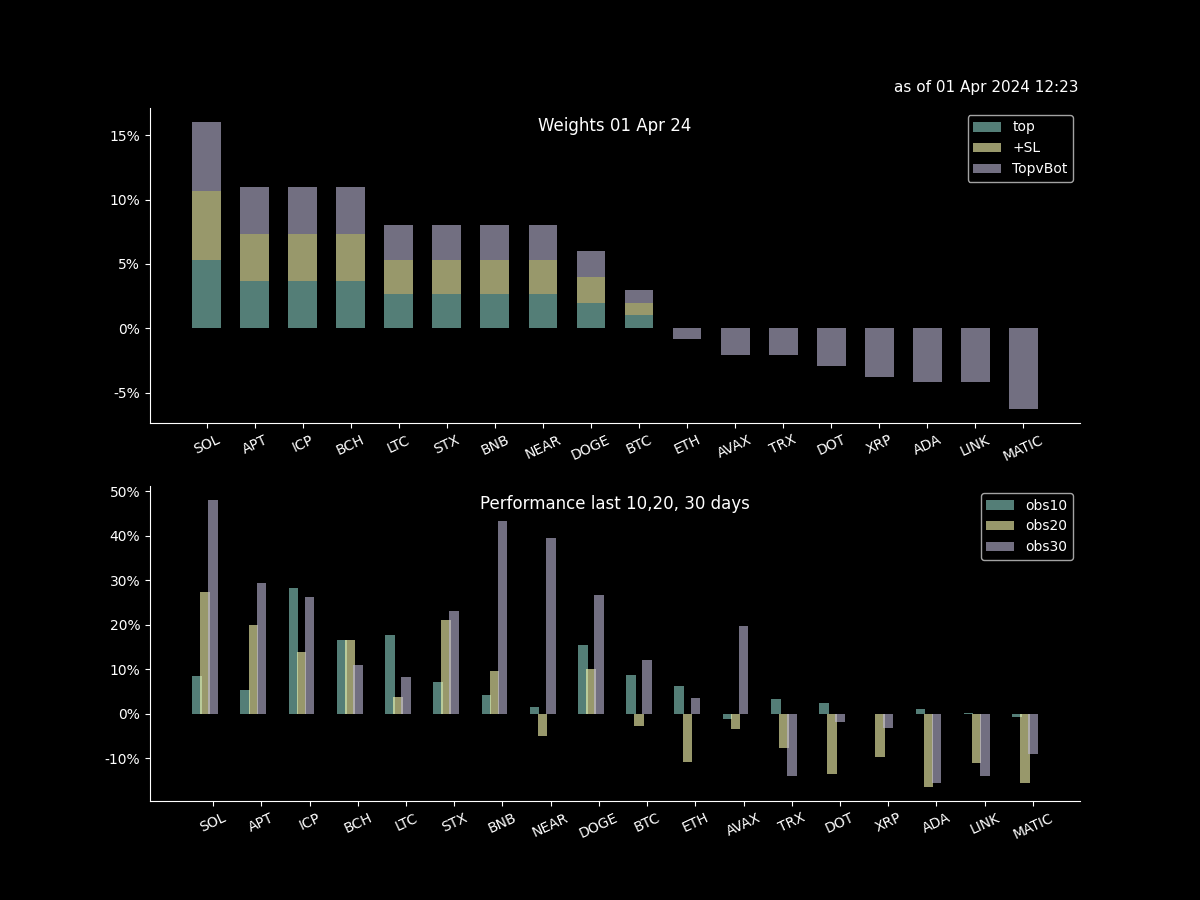 as of 01 Apr 2024 12:23
Weights 01 Apr 24
top
+SL
TopvBot
15%
10%
5%
0%
-5%
SOL APT ICP BCH LTC STX BNB NEAR DOGE BTC ETH AVAX TRX DOT XRP ADA LINK MATIC
Performance last 10,20, 30 days
obs10
obs20
obs30
50%
40%
30%
20%
10%
0%
-10%
SOL APT ICP BCH LTC STX BNB NEAR DOGE BTC ETH AVAX TRX DOT XRP ADA LINK MATIC